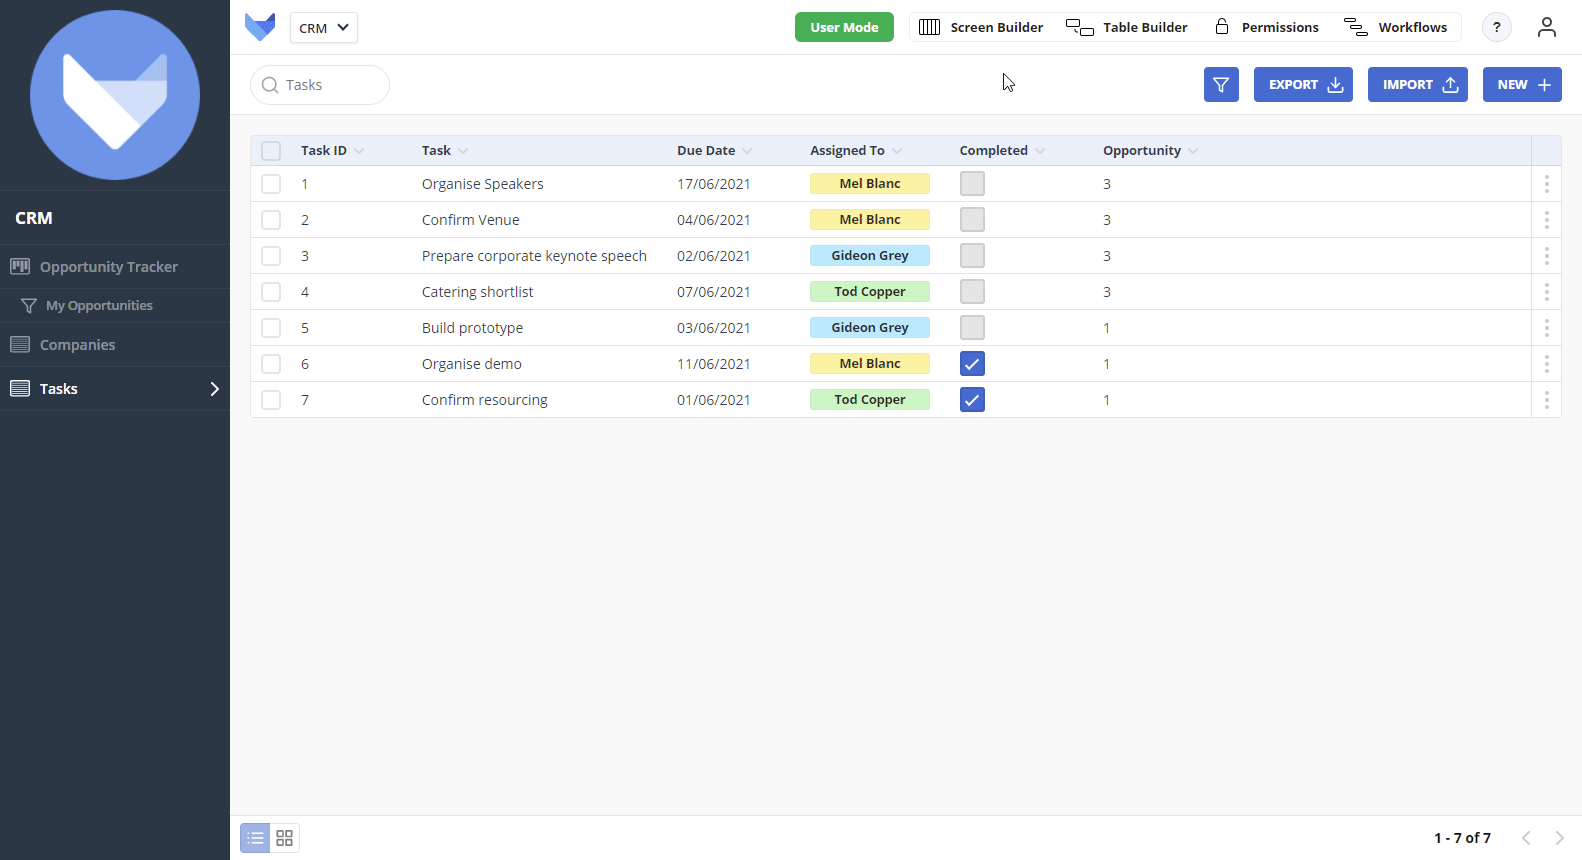 CRM
User Mode
Screen Builder
Table Builder
Permissions
Workflows
?
Tasks
EXPORT
IMPORT
NEW
CRM
Opportunity Tracker
My Opportunities
Companies
Tasks
Task ID Task Due Date Assigned To Completed Opportunity
1 Organise Speakers 17/06/2021 Mel Blanc 3
2 Confirm Venue 04/06/2021 Mel Blanc 3
3 Prepare corporate keynote speech 02/06/2021 Gideon Grey 3
4 Catering shortlist 07/06/2021 Tod Copper 3
5 Build prototype 03/06/2021 Gideon Grey 1
6 Organise demo 11/06/2021 Mel Blanc 1
7 Confirm resourcing 01/06/2021 Tod Copper 1
1 - 7 of 7